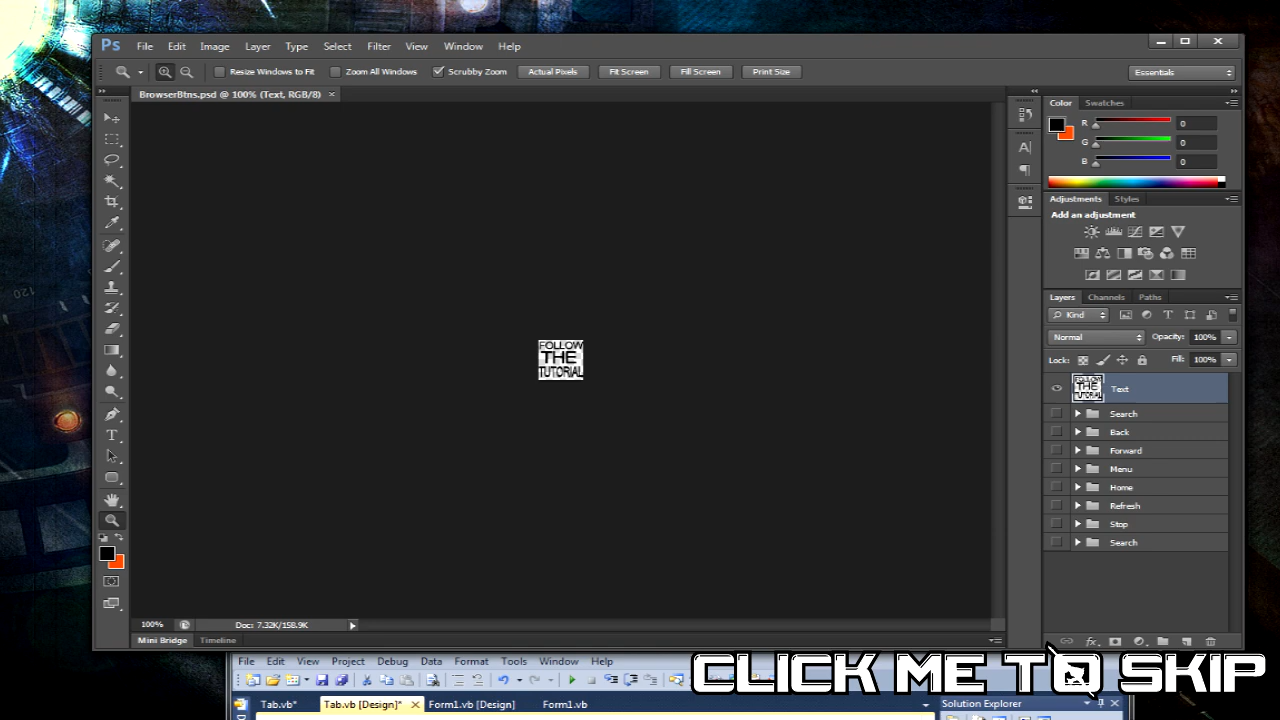 Ps File Edit Image Layer Type Select Filter View Window Help
Resize Windows to Fit Zoom All Windows Scrubby Zoom Actual Pixels Fit Screen Fill Screen Print Size Essentials
BrowserBtns.psd @ 100% (Text, RGB/8) ×
Color Swatches
R 0
G 0
B 0
Adjustments Styles
Add an adjustment
Layers Channels Paths
Kind
Normal Opacity: 100%
Lock: Fill: 100%
FOLLOW
THE
TUTORIAL
FOLLOW
THE
TUTORIAL
Text
Search
Back
Forward
Menu
Home
Refresh
Stop
Search
120
100% Doc: 7.32K/158.9K
Mini Bridge Timeline
File Edit View Project Debug Data Format Tools Window Help
CLICK ME TO SKIP
Tab.vb* Tab.vb [Design]* × Form1.vb [Design] Form1.vb Solution Explorer